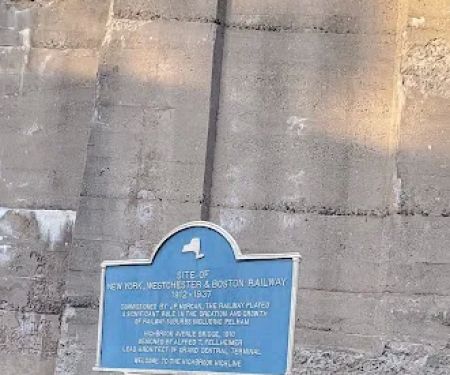 SITE OF
NEW YORK, WESTCHESTER & BOSTON RAILWAY
1912-1937
COMMISSIONED BY J.P. MORGAN, THE RAILWAY PLAYED
A SIGNIFICANT ROLE IN THE CREATION AND GROWTH
OF RAILWAY SUBURBS INCLUDING PELHAM
HIGHBROOK AVENUE BRIDGE, 1910
DESIGNED BY ALFRED T. FELLHEIMER
LEAD ARCHITECT OF GRAND CENTRAL TERMINAL
WELCOME TO THE HIGHBROOK HIGHLINE